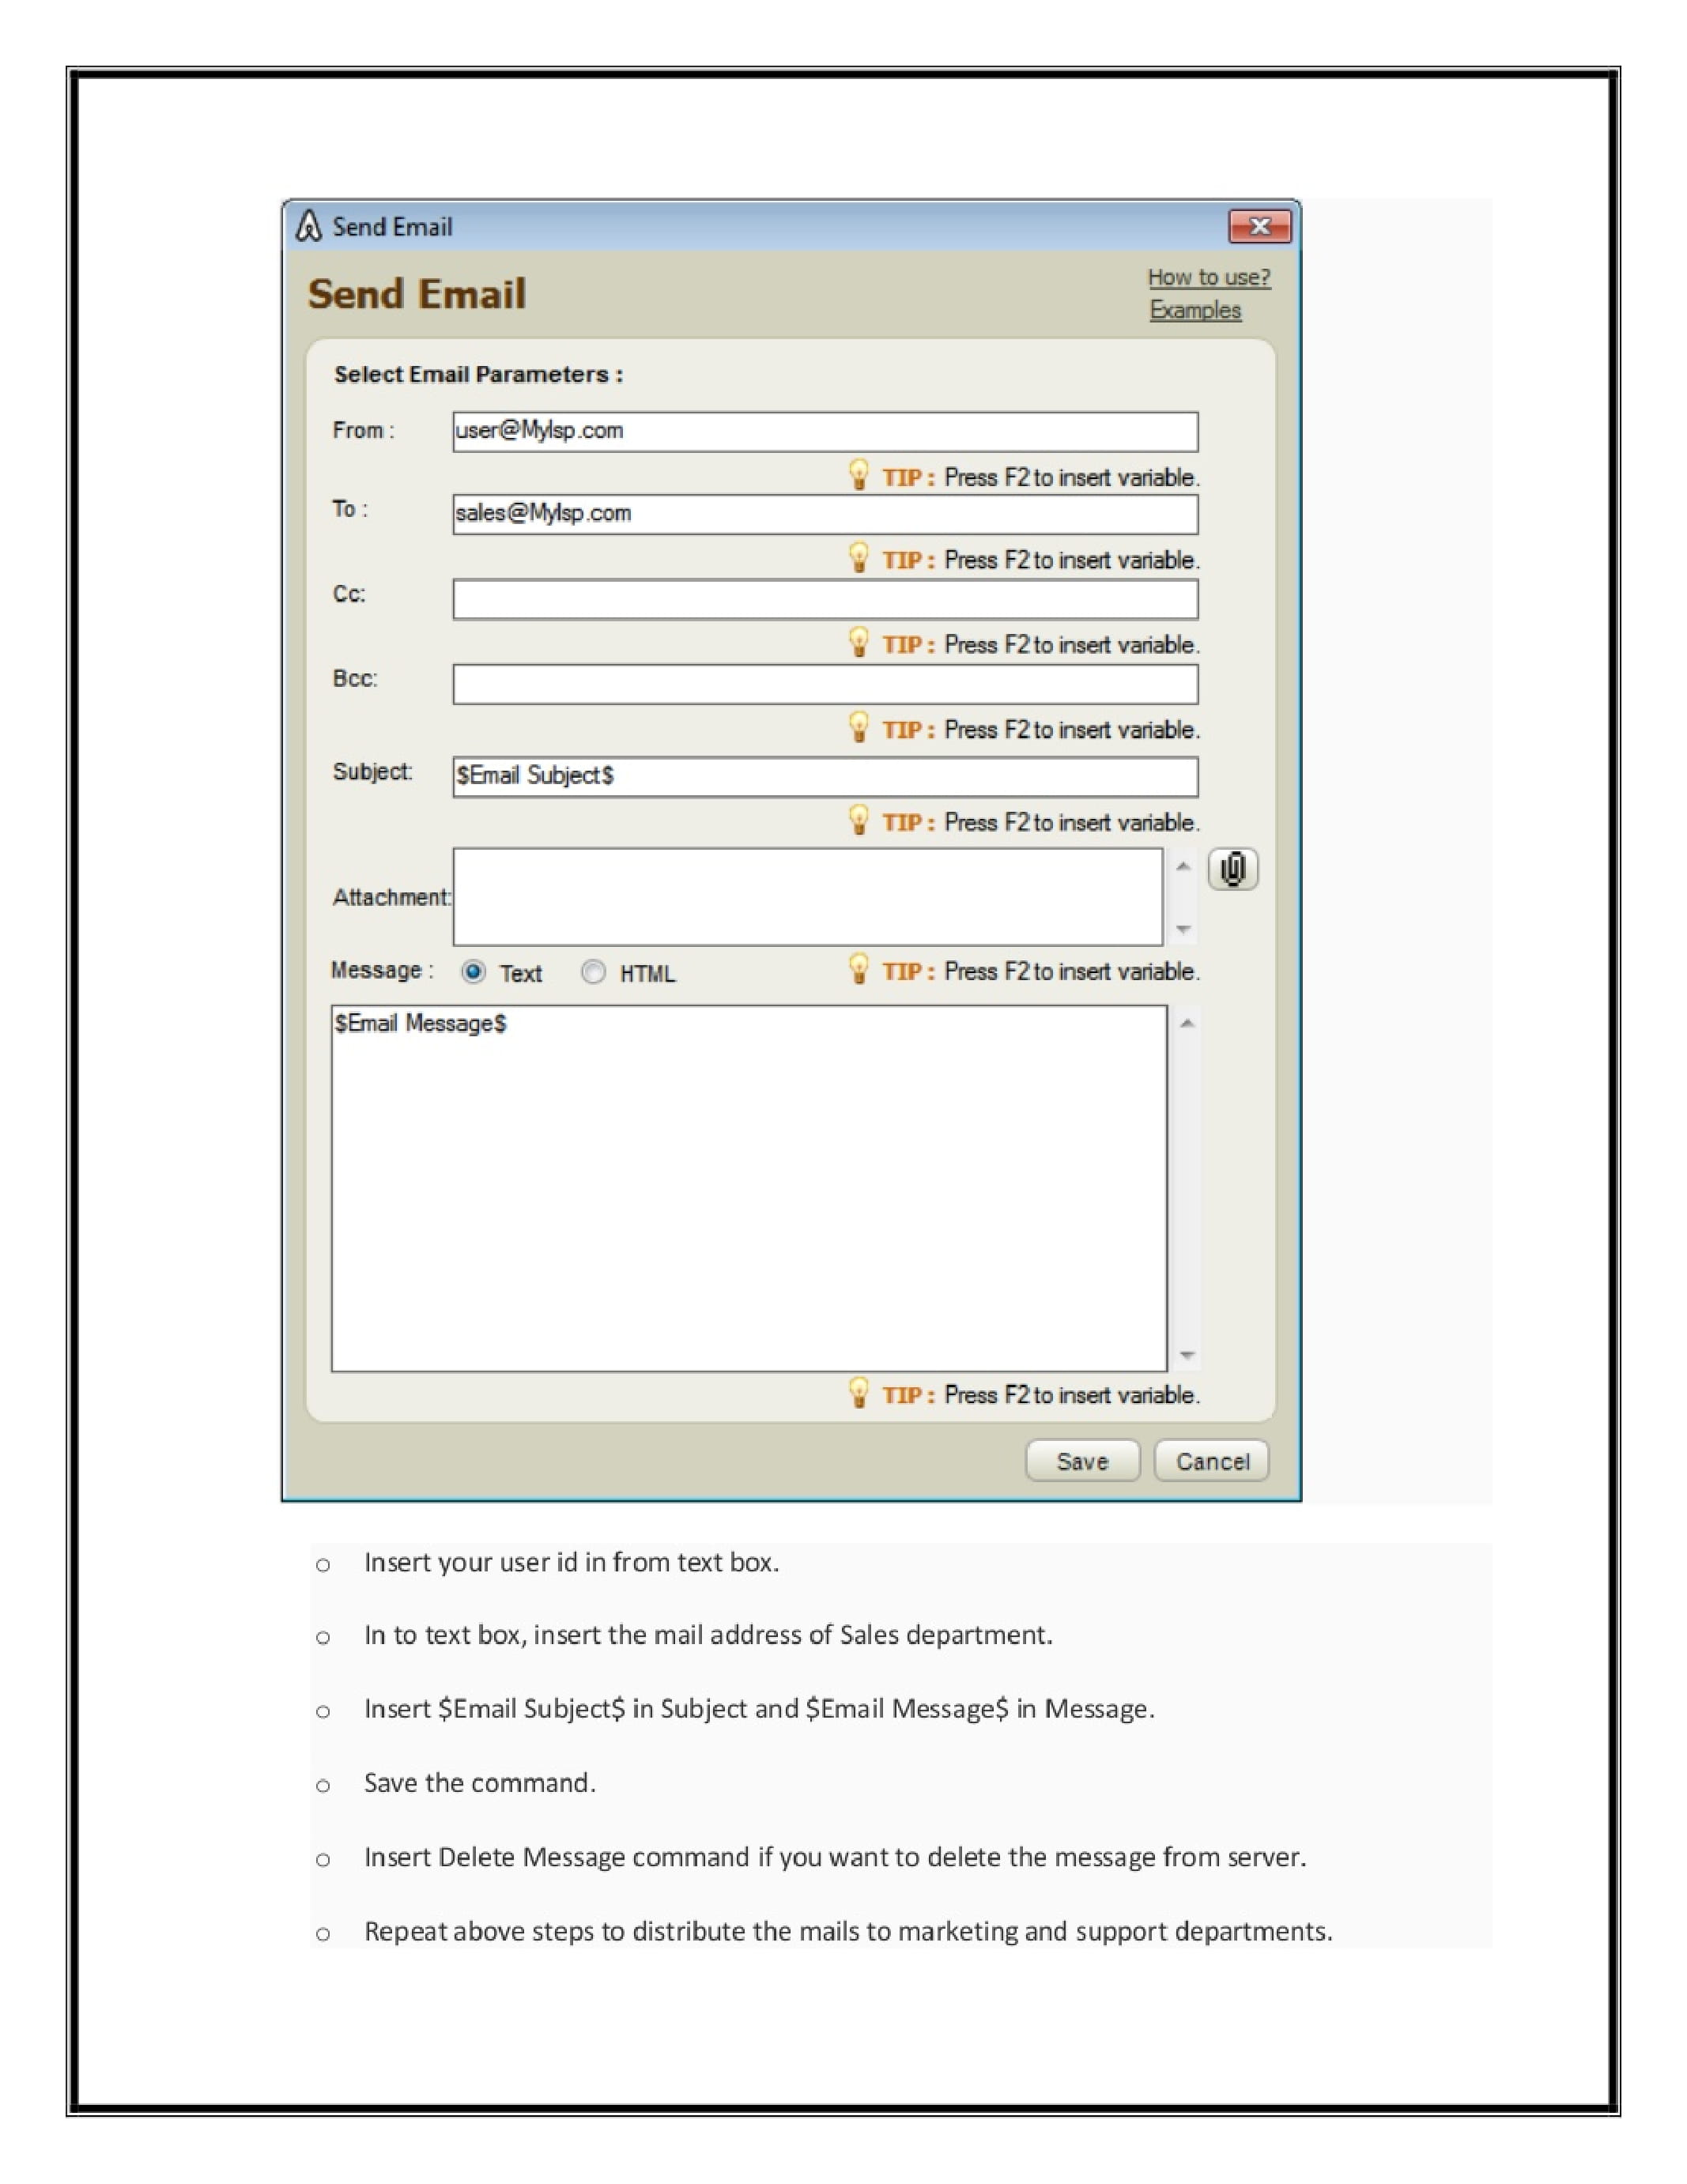 Send Email
Send Email
How to use?
Examples
Select Email Parameters :
From :
user@MyIsp.com
TIP : Press F2 to insert variable.
To :
sales@MyIsp.com
TIP : Press F2 to insert variable.
Cc:
TIP : Press F2 to insert variable.
Bcc:
TIP : Press F2 to insert variable.
Subject:
$Email Subject$
TIP : Press F2 to insert variable.
Attachment:
Message : Text HTML
TIP : Press F2 to insert variable.
$Email Message$
TIP : Press F2 to insert variable.
Save Cancel
o Insert your user id in from text box.
o In to text box, insert the mail address of Sales department.
o Insert $Email Subject$ in Subject and $Email Message$ in Message.
o Save the command.
o Insert Delete Message command if you want to delete the message from server.
o Repeat above steps to distribute the mails to marketing and support departments.